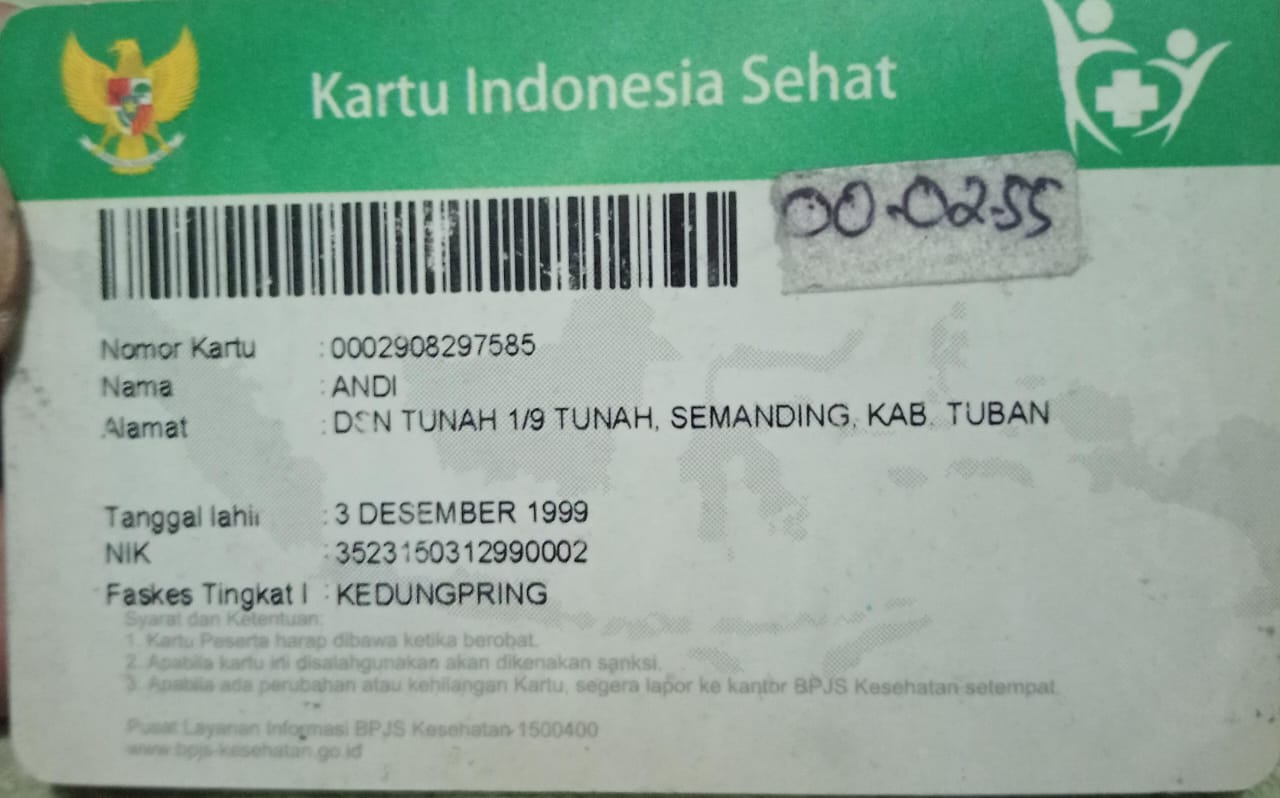 Kartu Indonesia Sehat
00-02-55
Nomor Kartu : 0002908297585
Nama : ANDI
Alamat : DSN TUNAH 1/9 TUNAH, SEMANDING, KAB. TUBAN
Tanggal lahir : 3 DESEMBER 1999
NIK : 3523150312990002
Faskes Tingkat I : KEDUNGPRING
Syarat dan Ketentuan:
1. Kartu Peserta harap dibawa ketika berobat.
2. Apabila kartu ini disalahgunakan akan dikenakan sanksi.
3. Apabila ada perubahan atau kehilangan Kartu, segera lapor ke kantor BPJS Kesehatan setempat.
Pusat Layanan Informasi BPJS Kesehatan 1500400
www.bpjs-kesehatan.go.id